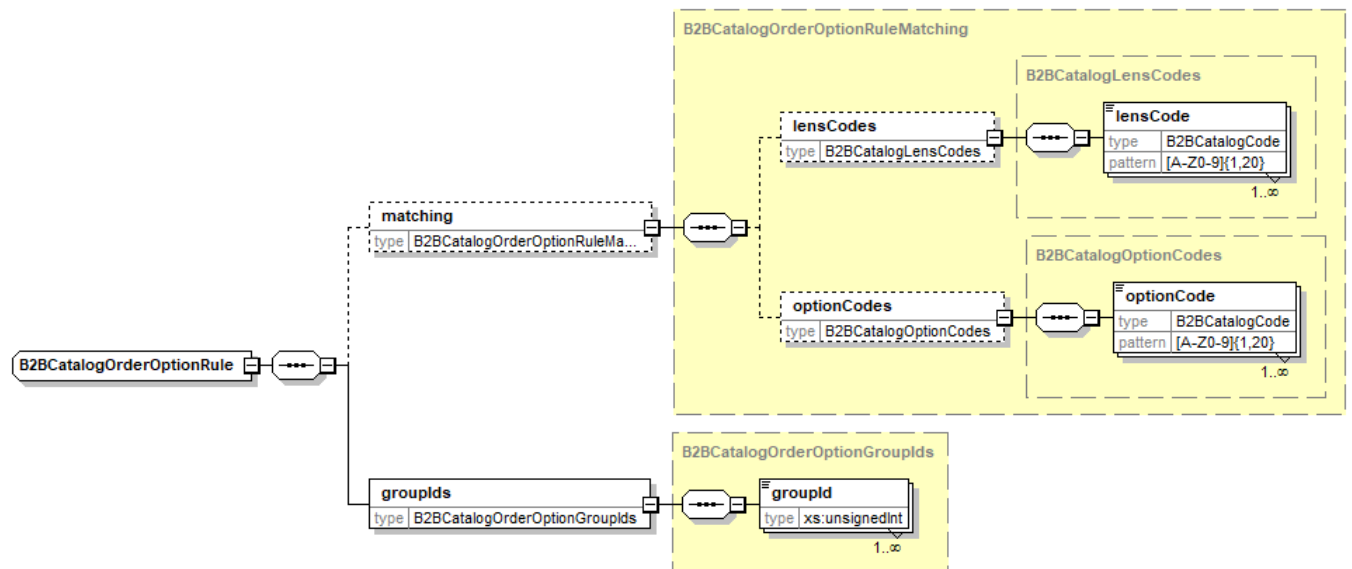 B2BCatalogOrderOptionRuleMatching
B2BCatalogLensCodes
lensCode
type B2BCatalogCode
pattern [A-Z0-9]{1,20}
1..∞
lensCodes
type B2BCatalogLensCodes
matching
type B2BCatalogOrderOptionRuleMa...
B2BCatalogOptionCodes
optionCode
type B2BCatalogCode
pattern [A-Z0-9]{1,20}
1..∞
optionCodes
type B2BCatalogOptionCodes
B2BCatalogOrderOptionRule
B2BCatalogOrderOptionGroupIds
groupIds
type B2BCatalogOrderOptionGroupIds
groupId
type xs:unsignedInt
1..∞